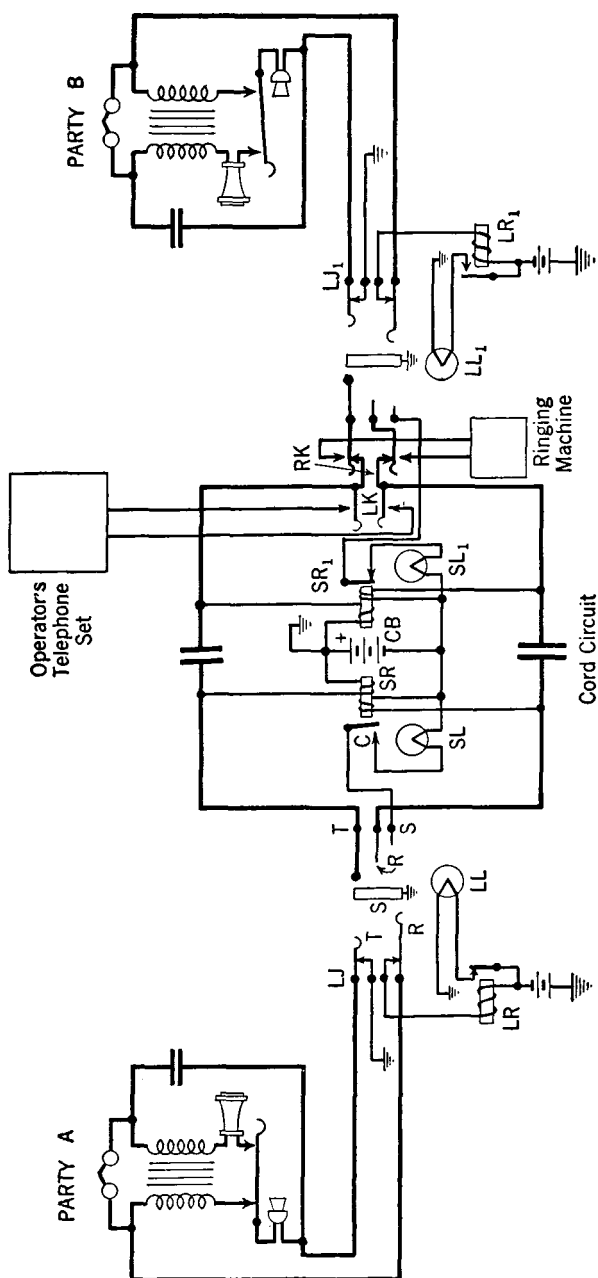 PARTY A
LJ
T
R
S
LR
LL
T
R
S
C
SL
SR
CB
+
SR₁
SL₁
LK
RK
Operator's
Telephone
Set
Ringing
Machine
Cord Circuit
LJ₁
LL₁
LR₁
PARTY B